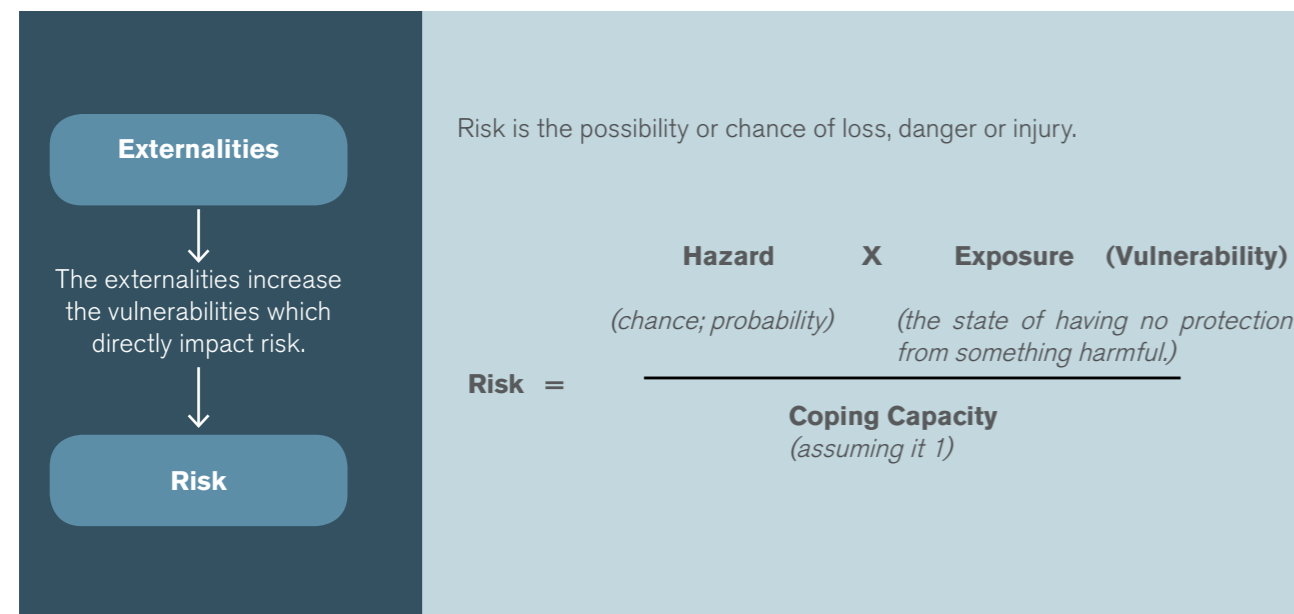 Externalities
The externalities increase
the vulnerabilities which
directly impact risk.
Risk
Risk is the possibility or chance of loss, danger or injury.
Hazard X Exposure (Vulnerability)
(chance; probability) (the state of having no protection
from something harmful.)
Risk =
Coping Capacity
(assuming it 1)